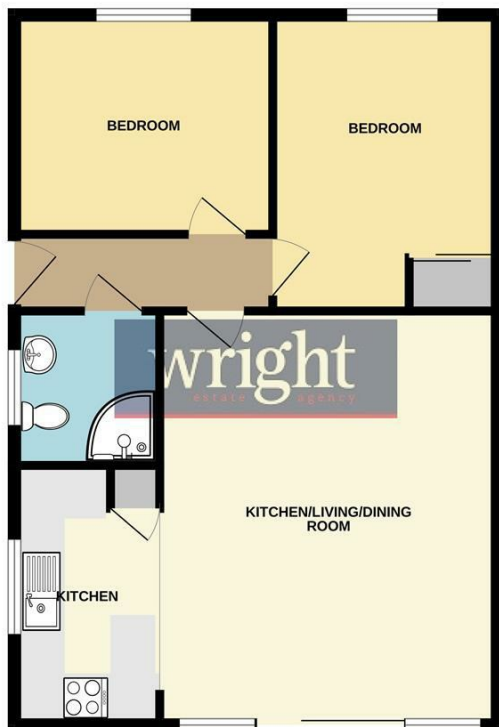 BEDROOM
BEDROOM
wright
estate agency
KITCHEN/LIVING/DINING
ROOM
KITCHEN